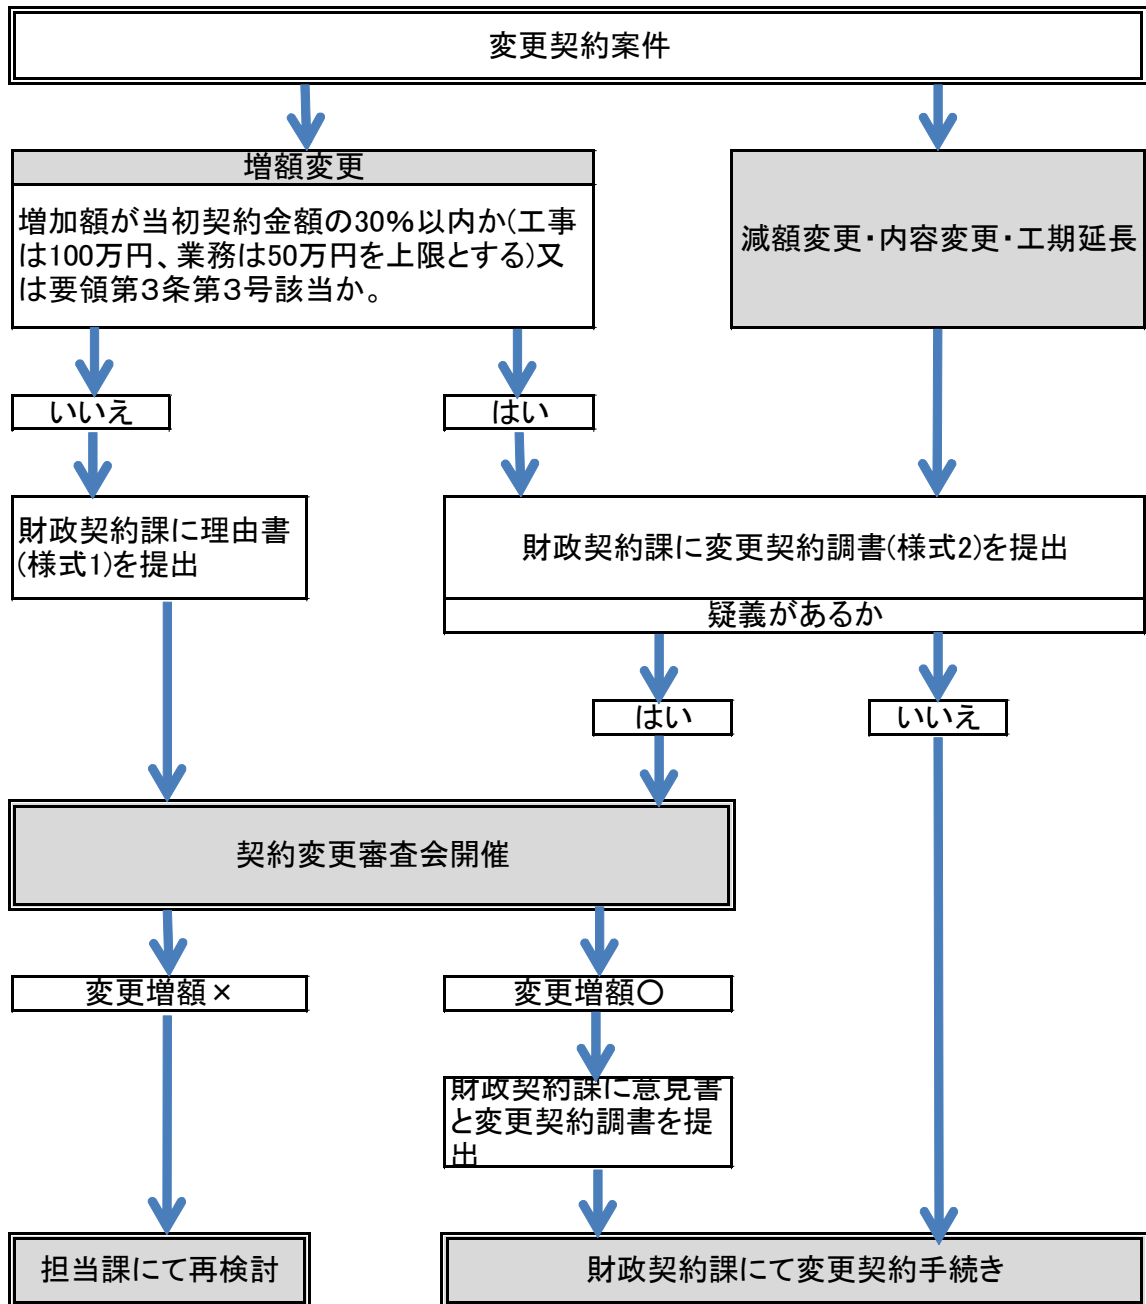 変更契約案件
増額変更
増加額が当初契約金額の30%以内か(工事
は100万円、業務は50万円を上限とする)又
は要領第3条第3号該当か。
減額変更・内容変更・工期延長
いいえ
はい
財政契約課に理由書
(様式1)を提出
財政契約課に変更契約調書(様式2)を提出
疑義があるか
はい
いいえ
契約変更審査会開催
変更増額×
変更増額〇
財政契約課に意見書
と変更契約調書を提
出
担当課にて再検討
財政契約課にて変更契約手続き